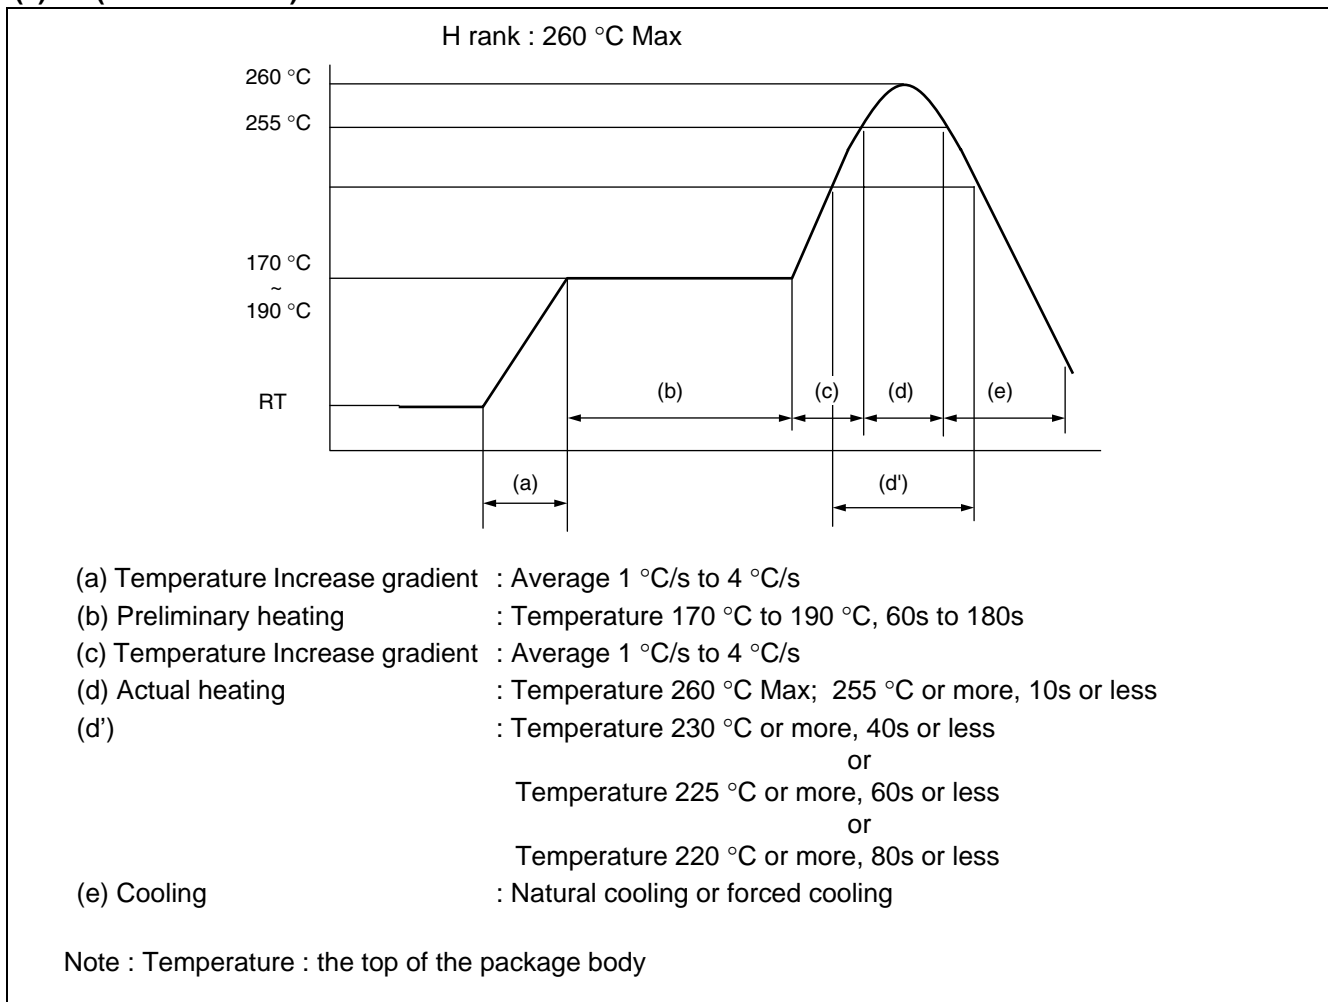 H rank : 260 °C Max
260 °C
255 °C
170 °C
~
190 °C
RT
(b)
(c)
(d)
(e)
(a)
(d')
(a) Temperature Increase gradient : Average 1 °C/s to 4 °C/s
(b) Preliminary heating : Temperature 170 °C to 190 °C, 60s to 180s
(c) Temperature Increase gradient : Average 1 °C/s to 4 °C/s
(d) Actual heating : Temperature 260 °C Max; 255 °C or more, 10s or less
(d’) : Temperature 230 °C or more, 40s or less
or
Temperature 225 °C or more, 60s or less
or
Temperature 220 °C or more, 80s or less
(e) Cooling : Natural cooling or forced cooling
Note : Temperature : the top of the package body